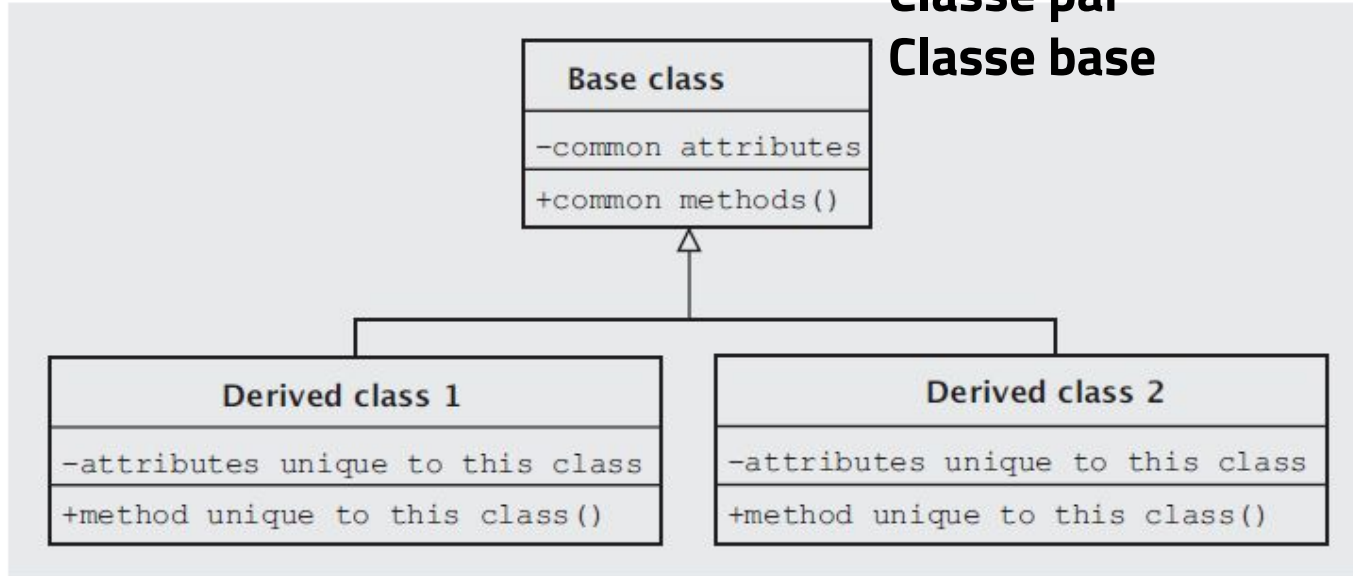 Classe
Classe base
Base class
-common attributes
+common methods()
Derived class 1
-attributes unique to this class
+method unique to this class()
Derived class 2
-attributes unique to this class
+method unique to this class()